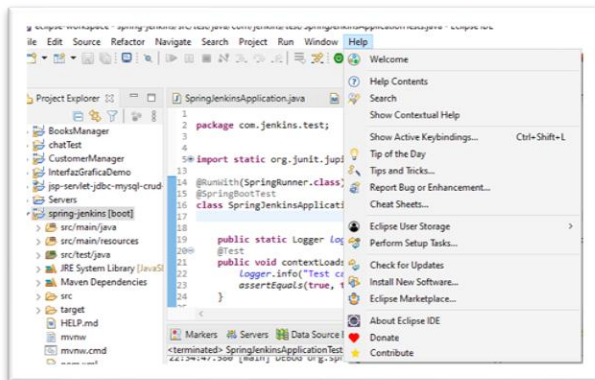 eclipse-workspace - spring-jenkins/src/test/java/com/jenkins/test/SpringJenkinsApplicationTests.java - Eclipse IDE
ile Edit Source Refactor Navigate Search Project Run Window Help
Project Explorer
BooksManager
chatTest
CustomerManager
InterfazGraficaDemo
jsp-servlet-jdbc-mysql-crud-
Servers
spring-jenkins [boot]
src/main/java
src/main/resources
src/test/java
JRE System Library [JavaSE
Maven Dependencies
src
target
HELP.md
mvnw
mvnw.cmd
SpringJenkinsApplication.java
1
2 package com.jenkins.test;
3
4
5 import static org.junit.jupi
13
14 @RunWith(SpringRunner.class)
15 @SpringBootTest
16 class SpringJenkinsApplicati
17
18
19 public static Logger log
20 @Test
21 public void contextLoads
22 logger.info("Test ca
23 assertEquals(true, t
24 }
Markers Servers Data Source
<terminated> SpringJenkinsApplicationTest
Welcome
Help Contents
Search
Show Contextual Help
Show Active Keybindings... Ctrl+Shift+L
Tip of the Day
Tips and Tricks...
Report Bug or Enhancement...
Cheat Sheets...
Eclipse User Storage
Perform Setup Tasks...
Check for Updates
Install New Software...
Eclipse Marketplace...
About Eclipse IDE
Donate
Contribute